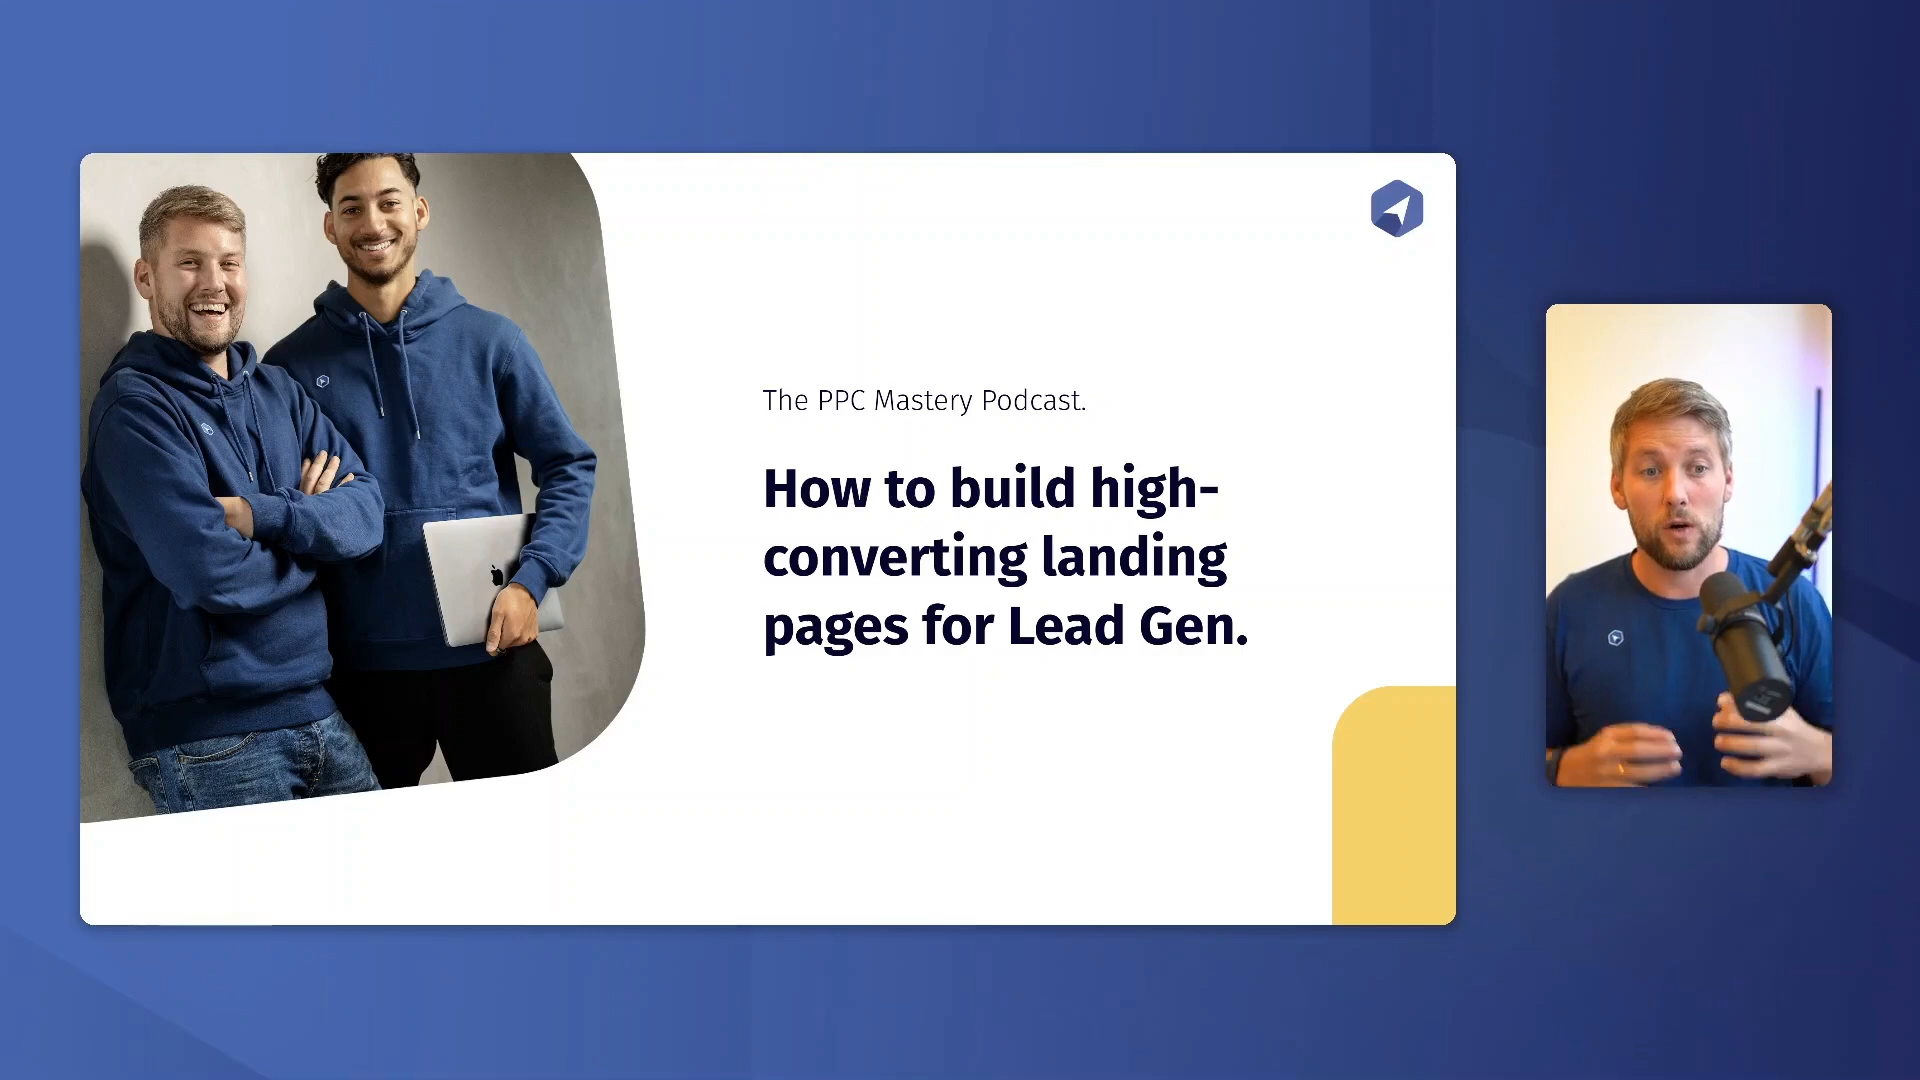 The PPC Mastery Podcast.
How to build high-
converting landing
pages for Lead Gen.